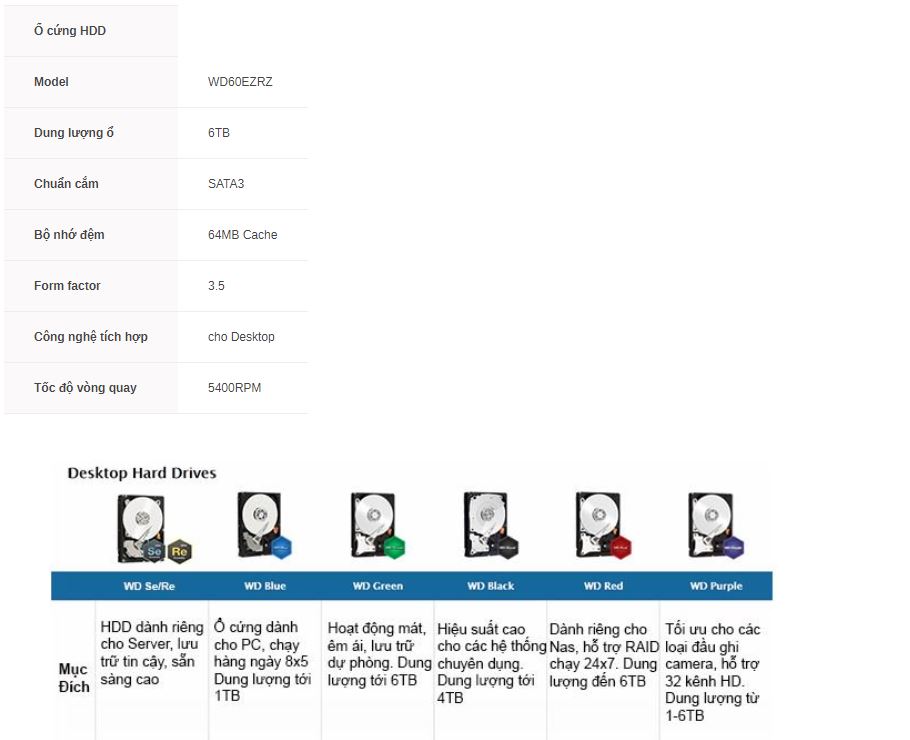 Ổ cứng HDD
Model WD60EZRZ
Dung lượng ổ 6TB
Chuẩn cắm SATA3
Bộ nhớ đệm 64MB Cache
Form factor 3.5
Công nghệ tích hợp cho Desktop
Tốc độ vòng quay 5400RPM
Desktop Hard Drives
Se Re
WD Se/Re WD Blue WD Green WD Black WD Red WD Purple
Mục
Đích
HDD dành riêng
cho Server, lưu
trữ tin cậy, sẵn
sàng cao
Ổ cứng dành
cho PC, chạy
hàng ngày 8x5
Dung lượng tới
1TB
Hoạt động mát,
êm ái, lưu trữ
dự phòng. Dung
lượng tới 6TB
Hiệu suất cao
cho các hệ thống
chuyên dụng.
Dung lượng tới
4TB
Dành riêng cho
Nas, hỗ trợ RAID
chạy 24x7. Dung
lượng đến 6TB
Tối ưu cho các
loại đầu ghi
camera, hỗ trợ
32 kênh HD.
Dung lượng từ
1-6TB